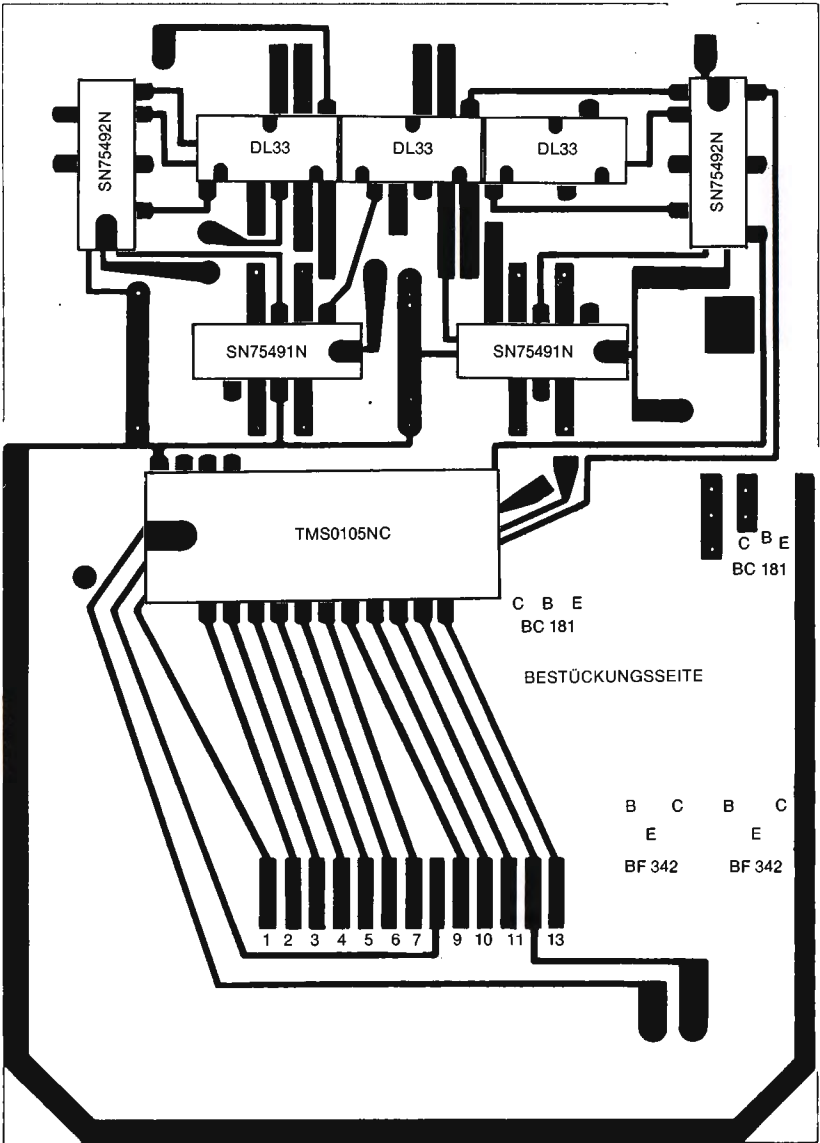 SN75492N
DL33
DL33
DL33
SN75492N
SN75491N
SN75491N
TMS0105NC
C B E
BC 181
C B E
BC 181
BESTÜCKUNGSSEITE
B C B C
E E
BF 342 BF 342
1 2 3 4 5 6 7 9 10 11 13